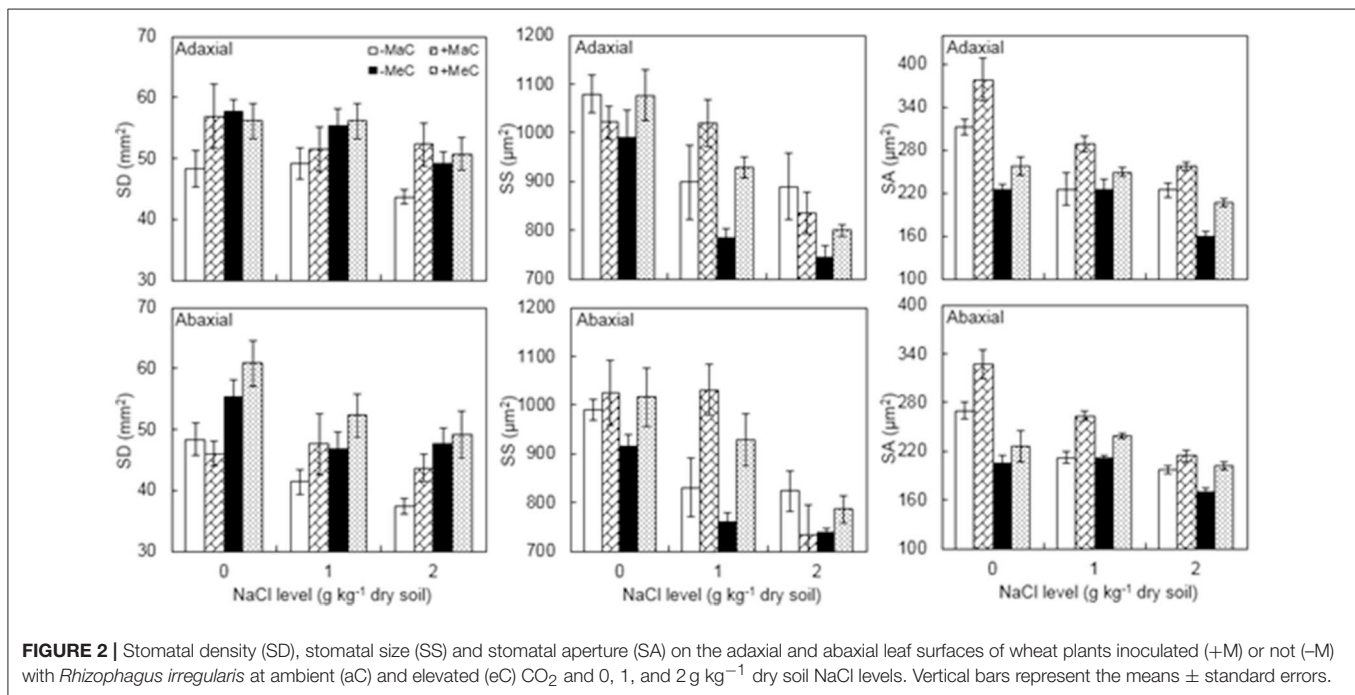 Adaxial
-MaC +MaC
-MeC +MeC
SD (mm²)
70
60
50
40
30
Adaxial
SS (µm²)
1200
1100
1000
900
800
700
Adaxial
SA (µm²)
400
340
280
220
160
100
Abaxial
SD (mm²)
70
60
50
40
30
0 1 2
NaCl level (g kg⁻¹ dry soil)
Abaxial
SS (µm²)
1200
1100
1000
900
800
700
0 1 2
NaCl level (g kg⁻¹ dry soil)
Abaxial
SA (µm²)
400
340
280
220
160
100
0 1 2
NaCl level (g kg⁻¹ dry soil)
FIGURE 2 | Stomatal density (SD), stomatal size (SS) and stomatal aperture (SA) on the adaxial and abaxial leaf surfaces of wheat plants inoculated (+M) or not (–M)
with Rhizophagus irregularis at ambient (aC) and elevated (eC) CO₂ and 0, 1, and 2 g kg⁻¹ dry soil NaCl levels. Vertical bars represent the means ± standard errors.